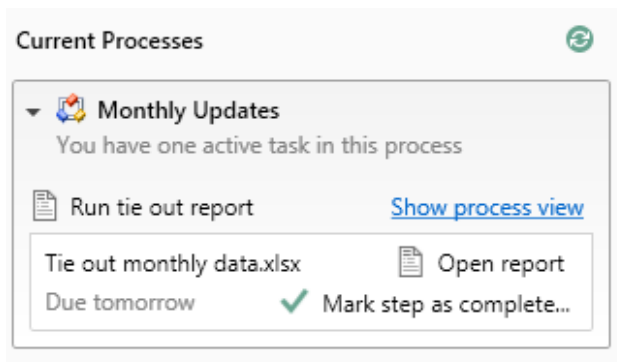 Current Processes
Monthly Updates
You have one active task in this process
Run tie out report Show process view
Tie out monthly data.xlsx Open report
Due tomorrow Mark step as complete...